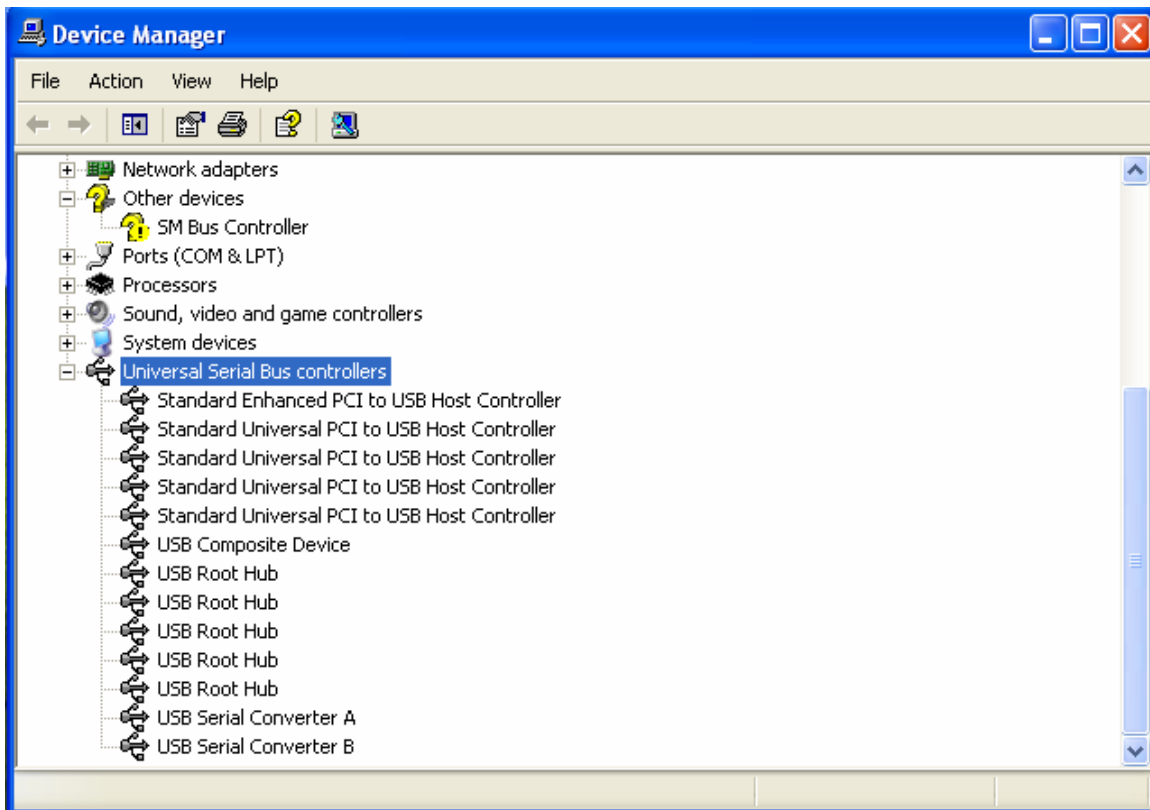 Device Manager
File Action View Help
Network adapters
Other devices
SM Bus Controller
Ports (COM & LPT)
Processors
Sound, video and game controllers
System devices
Universal Serial Bus controllers
Standard Enhanced PCI to USB Host Controller
Standard Universal PCI to USB Host Controller
Standard Universal PCI to USB Host Controller
Standard Universal PCI to USB Host Controller
Standard Universal PCI to USB Host Controller
USB Composite Device
USB Root Hub
USB Root Hub
USB Root Hub
USB Root Hub
USB Root Hub
USB Serial Converter A
USB Serial Converter B